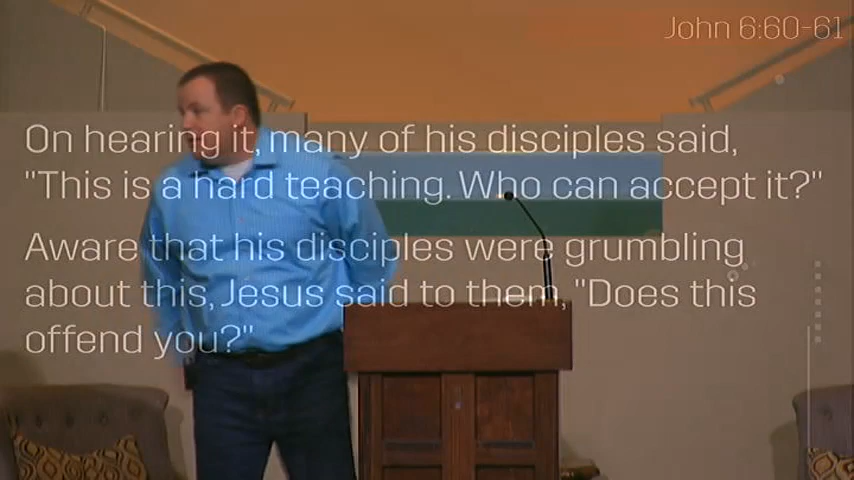 John 6:60-61
On hearing it, many of his disciples said,
"This is a hard teaching. Who can accept it?"
Aware that his disciples were grumbling
about this, Jesus said to them, "Does this
offend you?"